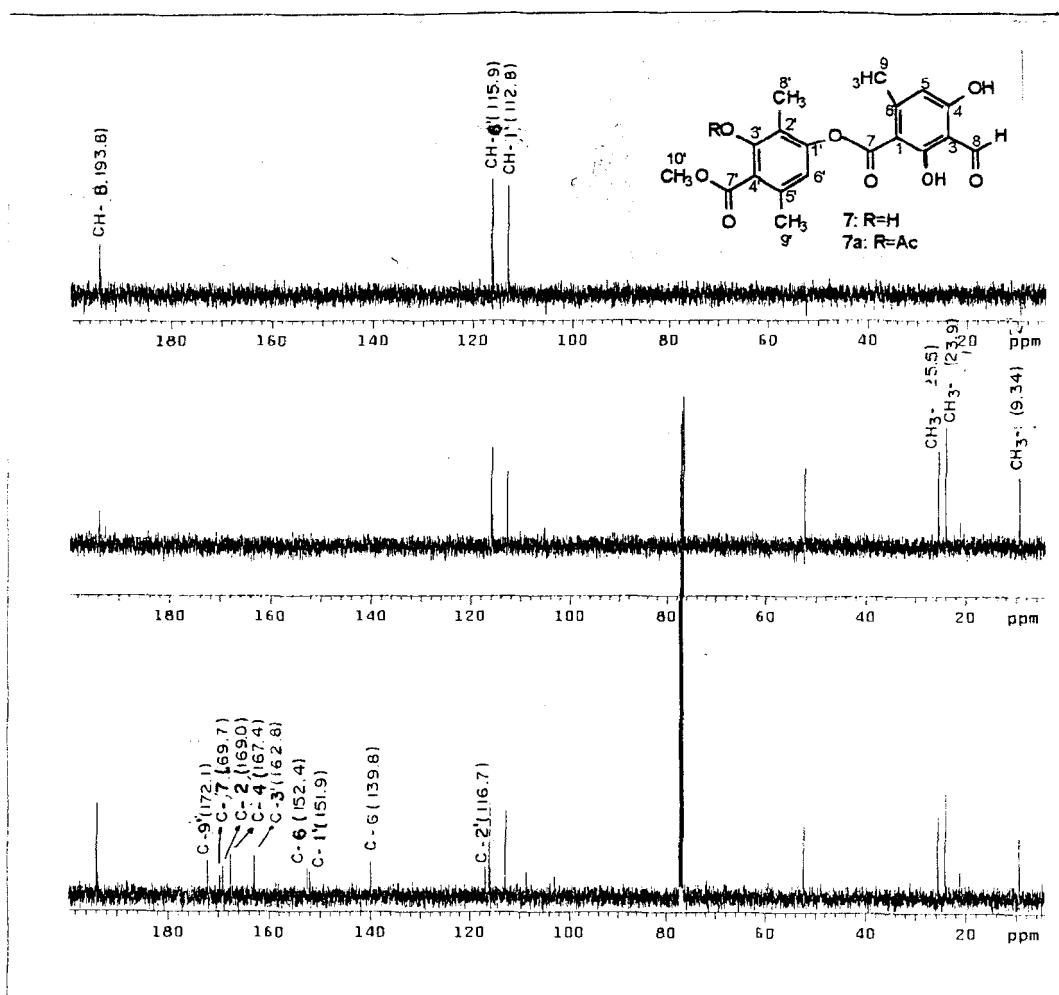 CH- 8. 193.8)
CH-6'(115.9)
CH-1'(112.8)
CH3 8'
RO 3' 2' 1' O
10' CH3O 7' 4' 5' 6'
O
CH3 9'
9 3HC 5 OH
6 4
7 1 3 8 H
O OH O
7: R=H
7a: R=Ac
180 160 140 120 100 80 60 40 20 ppm
CH3- (23.9)
CH3- (9.34)
180 160 140 120 100 80 60 40 20 ppm
C-9'(172.1)
C-2,(169.0)
C-4 (167.4)
C-3'(162.8)
C-6 (152.4)
C-1'(151.9)
C-6 (139.8)
C-2'(116.7)
180 160 140 120 100 80 60 40 20 ppm